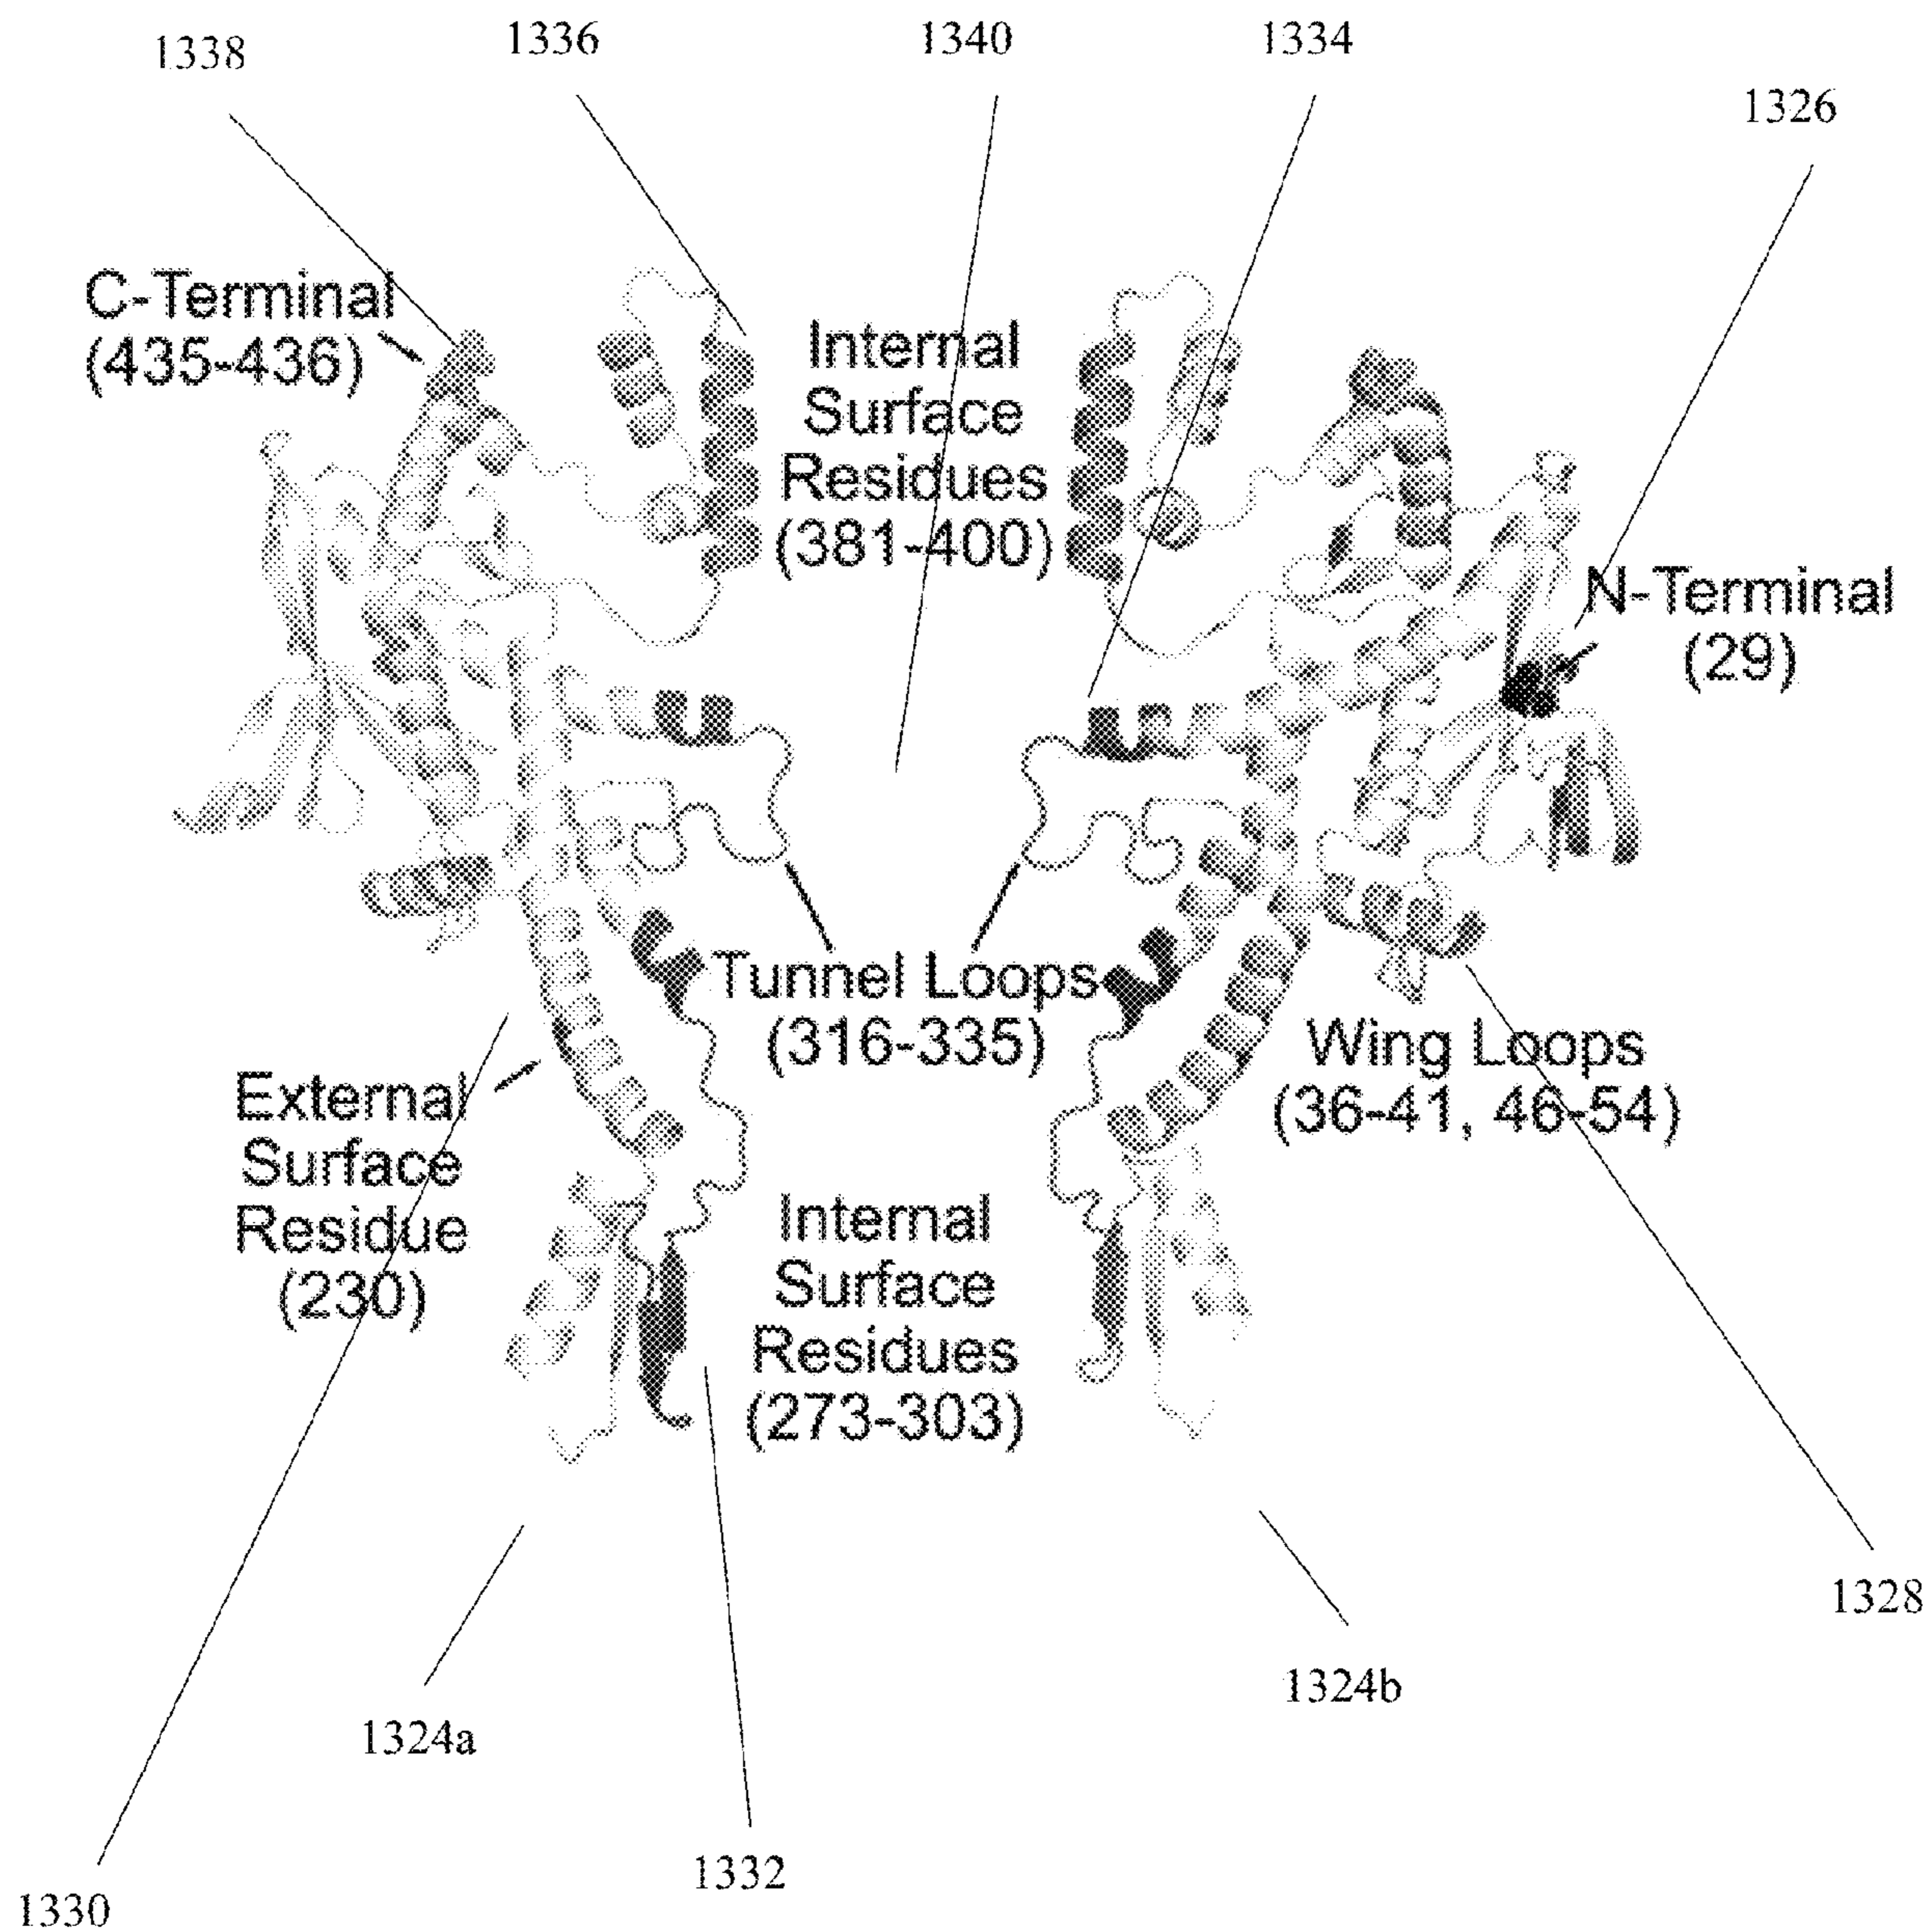 1338
1336
1340
1334
1326
C-Terminal
(435-436)
Internal
Surface
Residues
(381-400)
N-Terminal
(29)
Tunnel Loops
(316-335)
Wing Loops
(36-41, 46-54)
External
Surface
Residue
(230)
Internal
Surface
Residues
(273-303)
1328
1324b
1324a
1332
1330